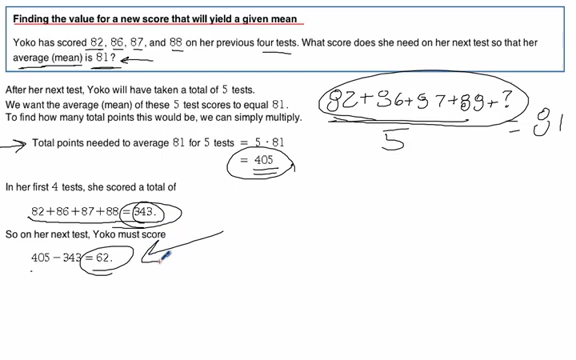 Finding the value for a new score that will yield a given mean
Yoko has scored 82, 86, 87, and 88 on her previous four tests. What score does she need on her next test so that her
average (mean) is 81?
After her next test, Yoko will have taken a total of 5 tests.
We want the average (mean) of these 5 test scores to equal 81.
To find how many total points this would be, we can simply multiply.
82+86+87+88+?
5
= 81
Total points needed to average 81 for 5 tests = 5 · 81
= 405
In her first 4 tests, she scored a total of
82+86+87+88=343.
So on her next test, Yoko must score
405−343=62.